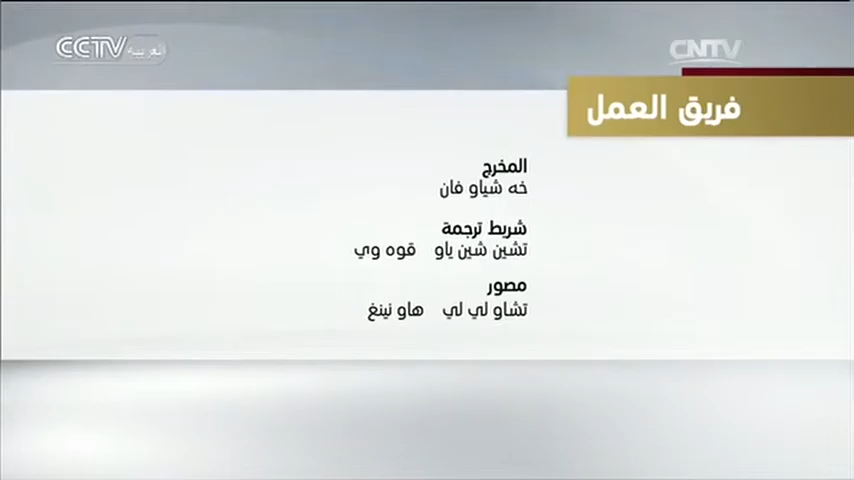 CCTV العربية
CNTV
فريق العمل
المخرج
خه شياو فان
شريط ترجمة
تشين شين ياو قوه وي
مصور
تشاو لي لي هاو نينغ